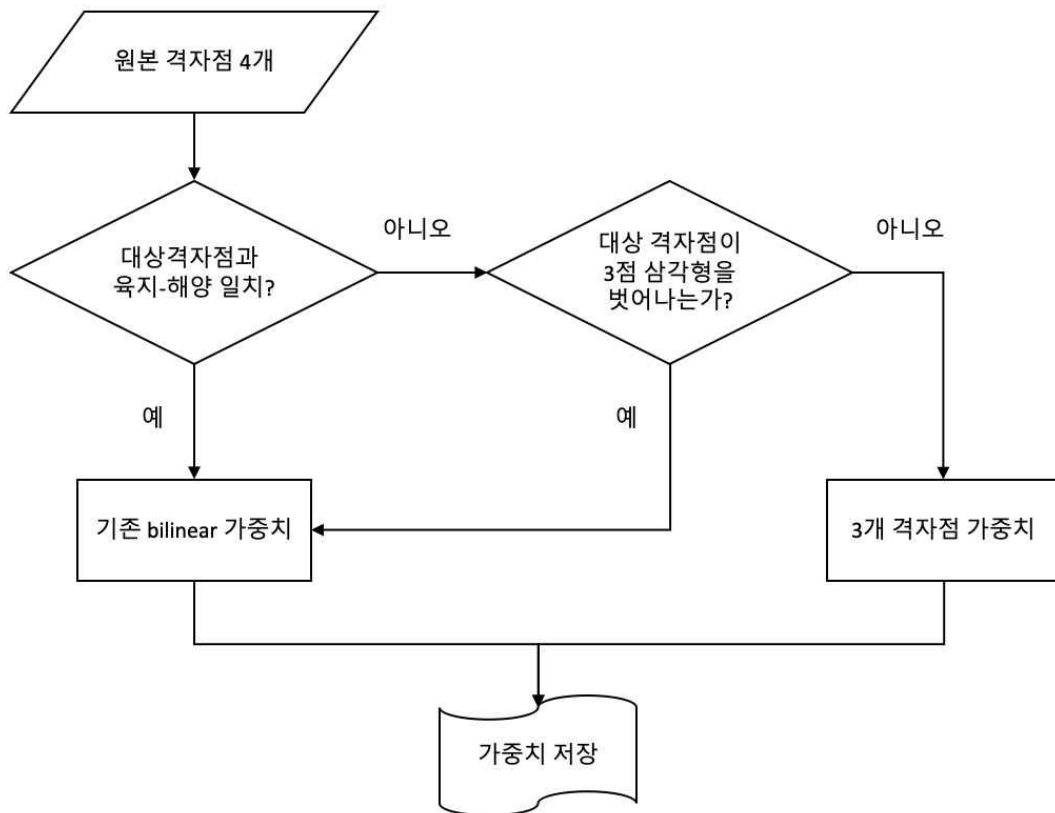 원본 격자점 4개
아니오
아니오
대상격자점과
육지-해양 일치?
대상 격자점이
3점 삼각형을
벗어나는가?
예
예
기존 bilinear 가중치
3개 격자점 가중치
가중치 저장